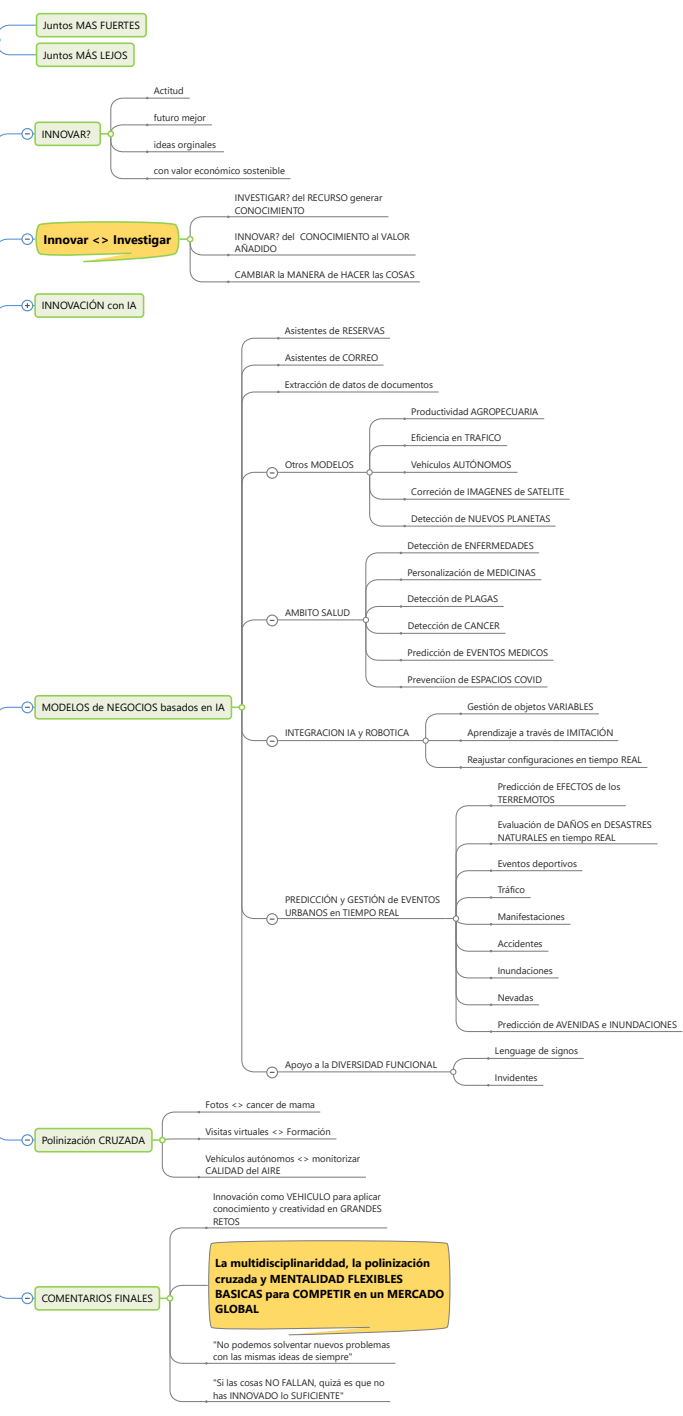 Juntos MAS FUERTES
Juntos MÁS LEJOS
INNOVAR?
Actitud
futuro mejor
ideas orginales
con valor económico sostenible
Innovar <> Investigar
INVESTIGAR? del RECURSO generar
CONOCIMIENTO
INNOVAR? del  CONOCIMIENTO al VALOR
AÑADIDO
CAMBIAR la MANERA de HACER las COSAS
INNOVACIÓN con IA
MODELOS de NEGOCIOS basados en IA
Asistentes de RESERVAS
Asistentes de CORREO
Extracción de datos de documentos
Otros MODELOS
Productividad AGROPECUARIA
Eficiencia en TRAFICO
Vehículos AUTÓNOMOS
Correción de IMAGENES de SATELITE
Detección de NUEVOS PLANETAS
AMBITO SALUD
Detección de ENFERMEDADES
Personalización de MEDICINAS
Detección de PLAGAS
Detección de CANCER
Predicción de EVENTOS MEDICOS
Prevenciion de ESPACIOS COVID
INTEGRACION IA y ROBOTICA
Gestión de objetos VARIABLES
Aprendizaje a través de IMITACIÓN
Reajustar configuraciones en tiempo REAL
PREDICCIÓN y GESTIÓN de EVENTOS
URBANOS en TIEMPO REAL
Predicción de EFECTOS de los
TERREMOTOS
Evaluación de DAÑOS en DESASTRES
NATURALES en tiempo REAL
Eventos deportivos
Tráfico
Manifestaciones
Accidentes
Inundaciones
Nevadas
Predicción de AVENIDAS e INUNDACIONES
Apoyo a la DIVERSIDAD FUNCIONAL
Lenguage de signos
Invidentes
Polinización CRUZADA
Fotos <> cancer de mama
Visitas virtuales <> Formación
Vehículos autónomos <> monitorizar
CALIDAD del AIRE
COMENTARIOS FINALES
Innovación como VEHICULO para aplicar
conocimiento y creatividad en GRANDES
RETOS
La multidisciplinariddad, la polinización
cruzada y MENTALIDAD FLEXIBLES
BASICAS para COMPETIR en un MERCADO
GLOBAL
"No podemos solventar nuevos problemas
con las mismas ideas de siempre"
"Si las cosas NO FALLAN, quizá es que no
has INNOVADO lo SUFICIENTE"